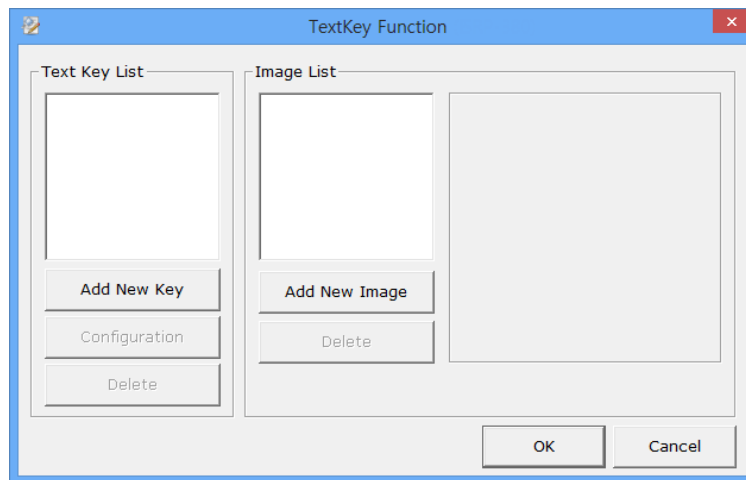 TextKey Function
Text Key List
Image List
Add New Key
Configuration
Delete
Add New Image
Delete
OK
Cancel